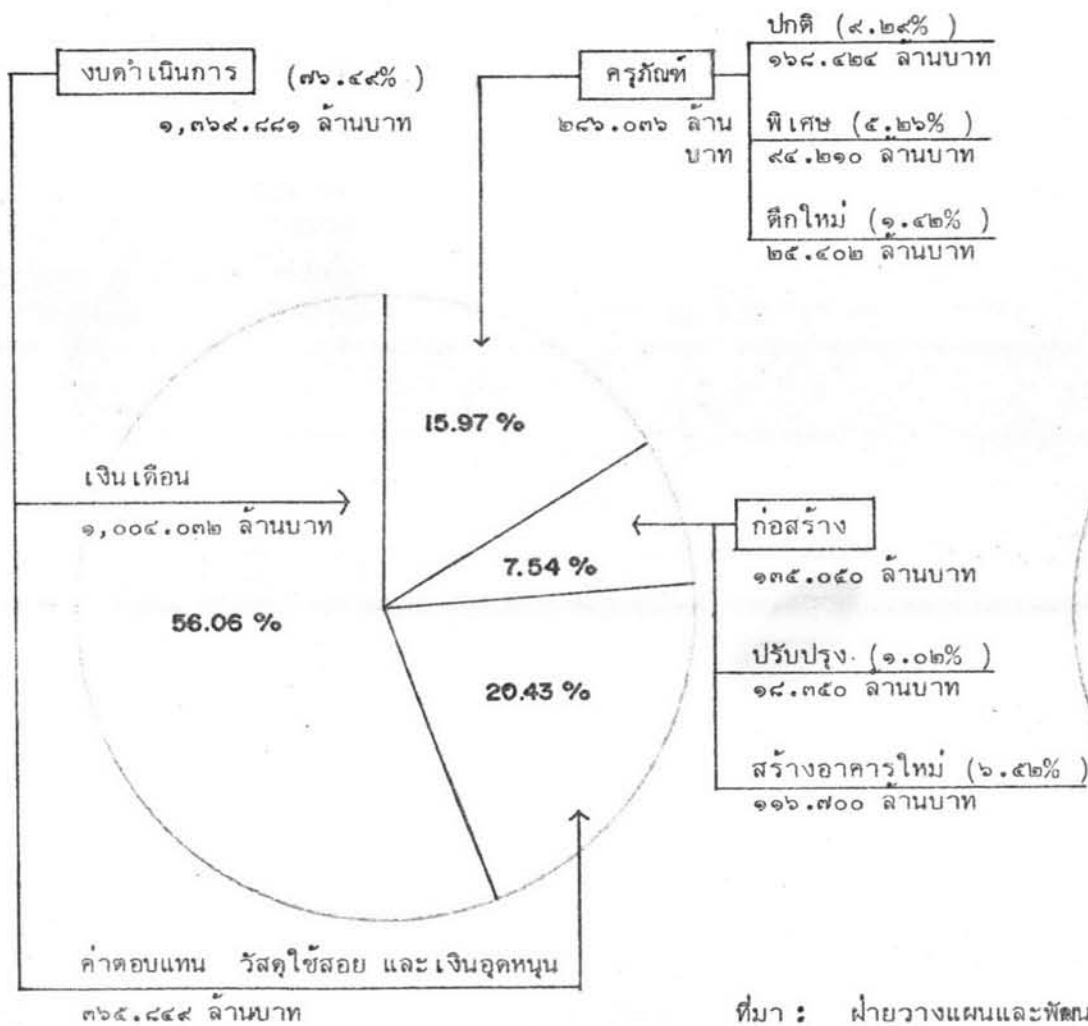 งบดำเนินการ (๗๖.๔๙%)
๑,๓๖๙.๘๘๑ ล้านบาท
ครุภัณฑ์
๒๘๖.๐๓๖ ล้าน
บาท
ปกติ (๙.๒๙% )
๑๖๘.๔๒๔ ล้านบาท
พิเศษ (๕.๒๖% )
๙๔.๒๑๐ ล้านบาท
ตึกใหม่ (๑.๔๒% )
๒๕.๔๐๒ ล้านบาท
15.97 %
เงินเดือน
๑,๐๐๔.๐๓๒ ล้านบาท
56.06 %
7.54 %
ก่อสร้าง
๑๓๕.๐๕๐ ล้านบาท
20.43 %
ปรับปรุง. (๑.๐๒% )
๑๘.๓๕๐ ลานบาท
สร้างอาคารใหม่ (๖.๕๒% )
๑๑๖.๗๐๐ ล้านบาท
ค่าตอบแทน วัสดุใช้สอย และเงินอุดหนุน
๓๖๕.๘๔๙ ล้านบาท
ที่มา : ฝ่ายวางแผนและพัฒน